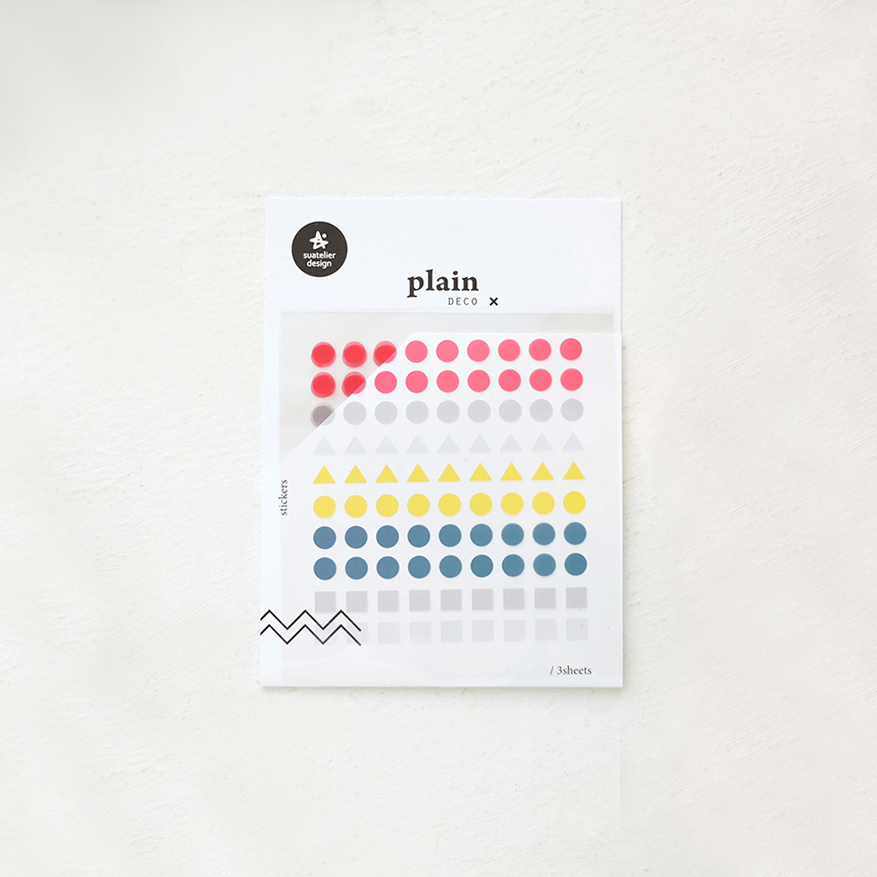 suatelier
design
plain
DECO ×
stickers
/ 3sheets